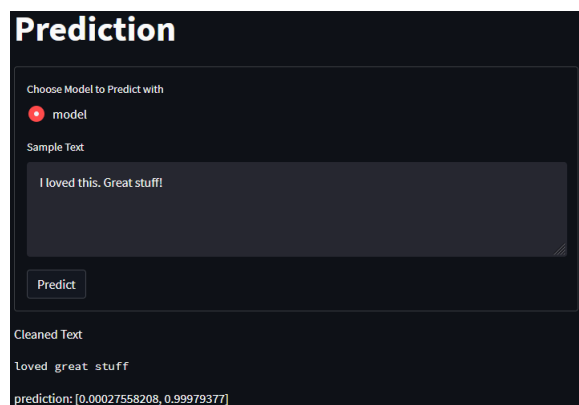 Prediction
Choose Model to Predict with
model
Sample Text
I loved this. Great stuff!
Predict
Cleaned Text
loved great stuff
prediction: [0.00027558208, 0.99979377]